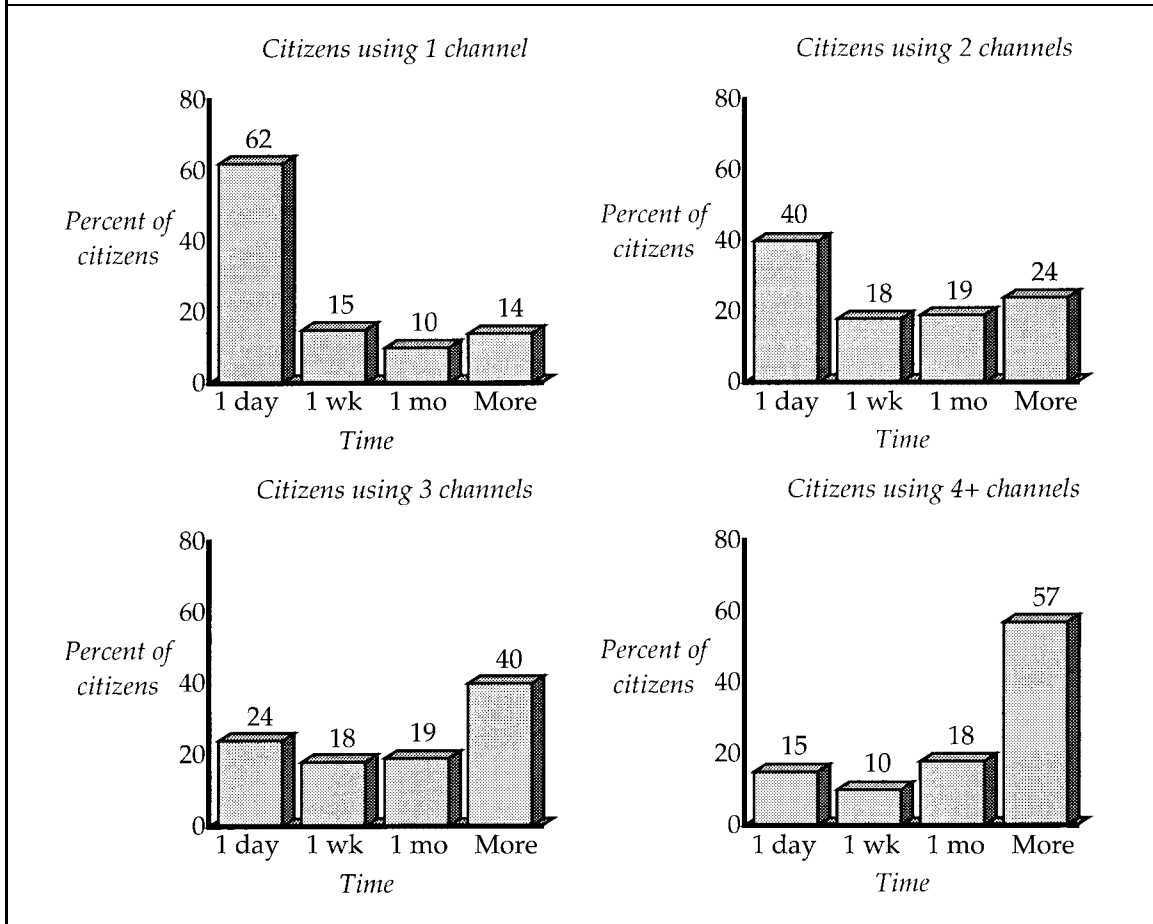 Citizens using 1 channel
80
60
40
20
0
Percent of
citizens
62
15
10
14
1 day 1 wk 1 mo More
Time
Citizens using 2 channels
80
60
40
20
0
Percent of
citizens
40
18
19
24
1 day 1 wk 1 mo More
Time
Citizens using 3 channels
80
60
40
20
0
Percent of
citizens
24
18
19
40
1 day 1 wk 1 mo More
Time
Citizens using 4+ channels
80
60
40
20
0
Percent of
citizens
15
10
18
57
1 day 1 wk 1 mo More
Time